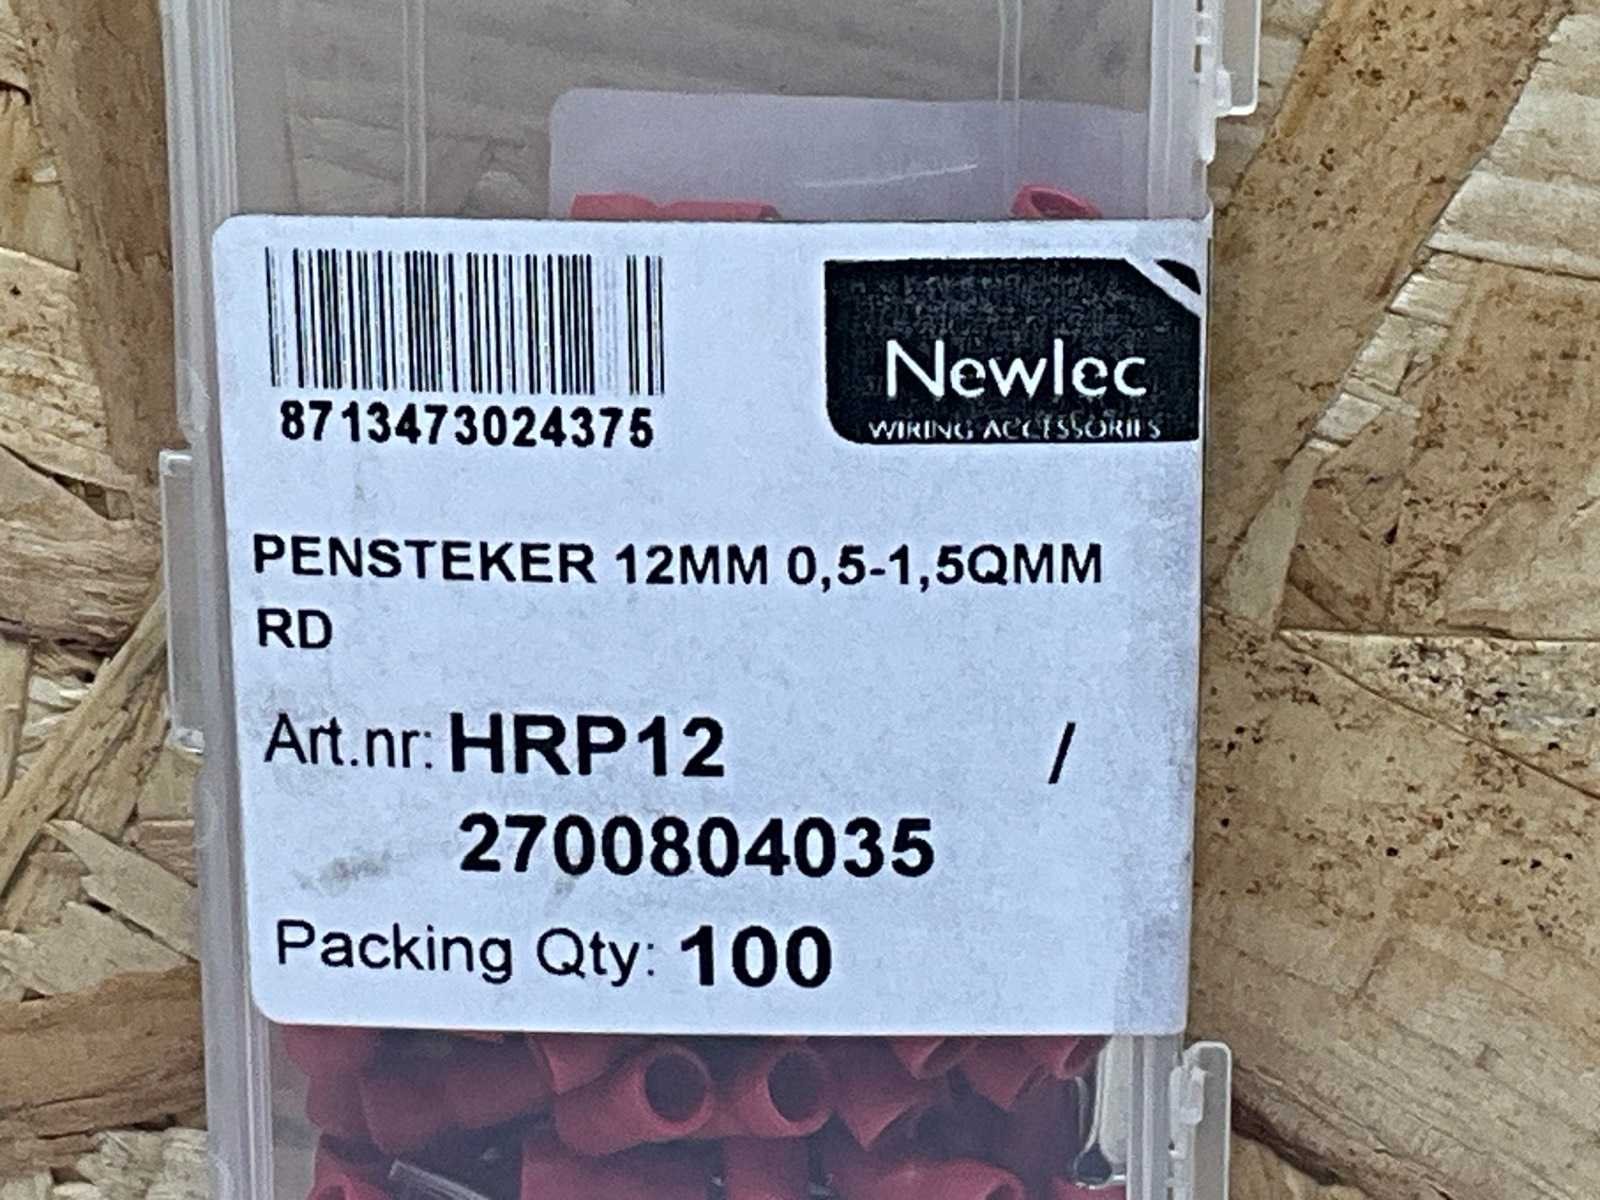 8713473024375
Newlec
WIRING ACCESSORIES
PENSTEKER 12MM 0,5-1,5QMM
RD
Art.nr: HRP12 /
2700804035
Packing Qty: 100